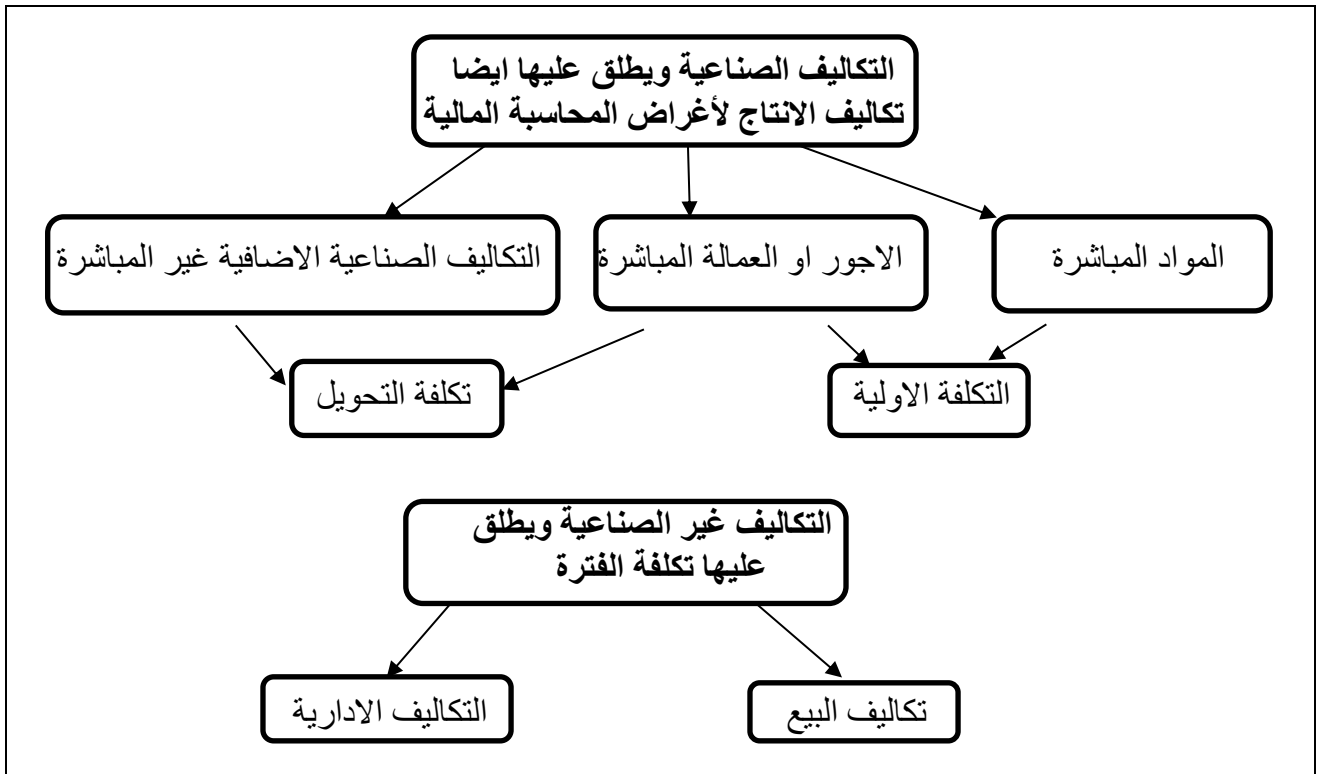 التكاليف الصناعية ويطلق عليها ايضا
تكاليف الانتاج لأغراض المحاسبة المالية
المواد المباشرة
الاجور او العمالة المباشرة
التكاليف الصناعية الاضافية غير المباشرة
التكلفة الاولية
تكلفة التحويل
التكاليف غير الصناعية ويطلق
عليها تكلفة الفترة
تكاليف البيع
التكاليف الادارية